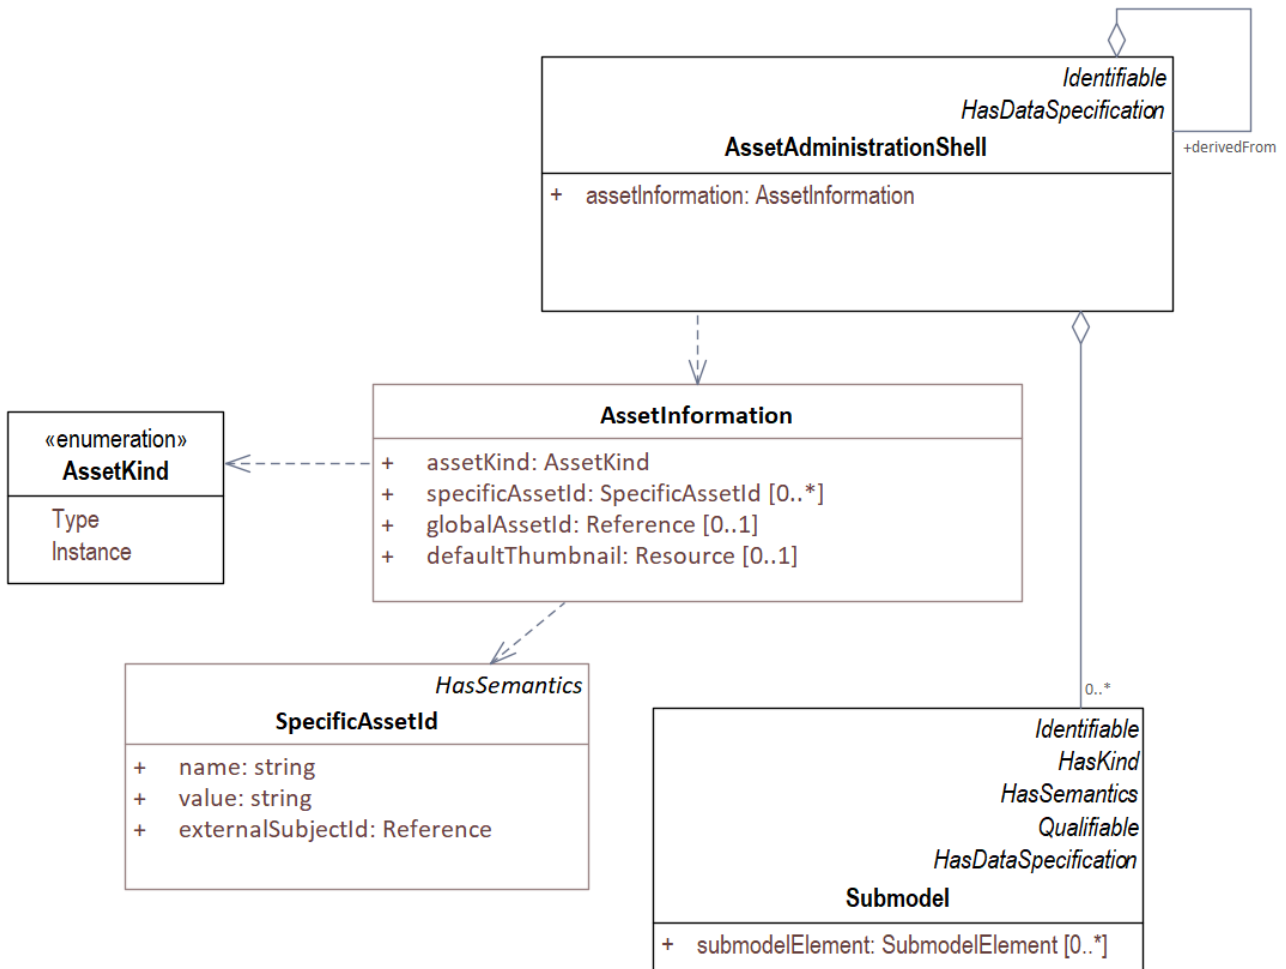 Identifiable
HasDataSpecification
AssetAdministrationShell
+derivedFrom
+ assetInformation: AssetInformation
AssetInformation
+ assetKind: AssetKind
+ specificAssetId: SpecificAssetId [0..*]
+ globalAssetId: Reference [0..1]
+ defaultThumbnail: Resource [0..1]
«enumeration»
AssetKind
Type
Instance
HasSemantics
SpecificAssetId
+ name: string
+ value: string
+ externalSubjectId: Reference
0..*
Identifiable
HasKind
HasSemantics
Qualifiable
HasDataSpecification
Submodel
+ submodelElement: SubmodelElement [0..*]